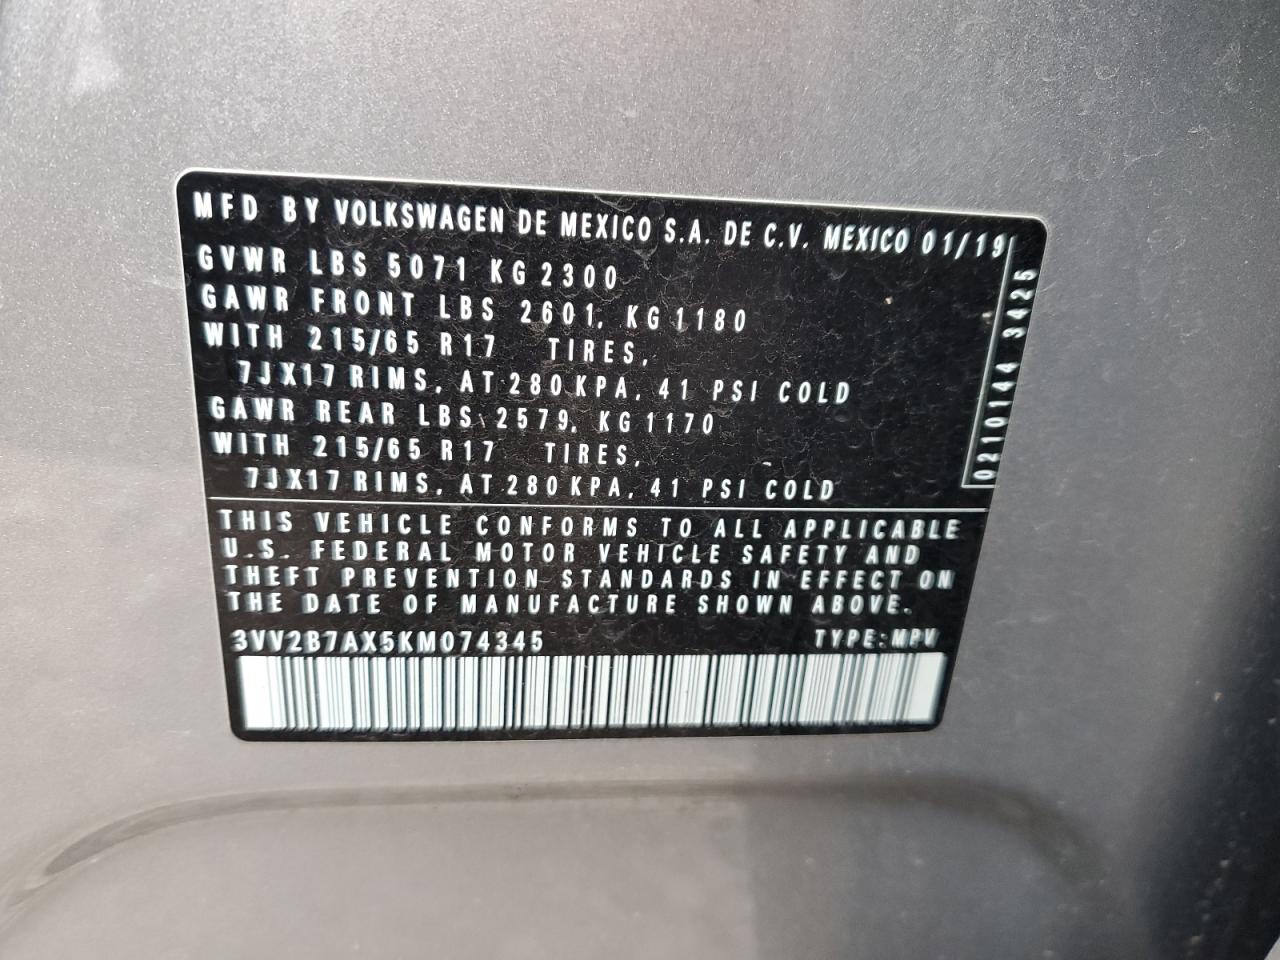 MFD BY VOLKSWAGEN DE MEXICO S.A. DE C.V. MEXICO 01/19
GVWR LBS 5071 KG 2300
GAWR FRONT LBS 2601, KG 1180
WITH 215/65 R17 TIRES,
7JX17 RIMS, AT 280 KPA, 41 PSI COLD
GAWR REAR LBS 2579, KG 1170
WITH 215/65 R17 TIRES,
7JX17 RIMS, AT 280 KPA, 41 PSI COLD
0210144 3425
THIS VEHICLE CONFORMS TO ALL APPLICABLE
U.S. FEDERAL MOTOR VEHICLE SAFETY AND
THEFT PREVENTION STANDARDS IN EFFECT ON
THE DATE OF MANUFACTURE SHOWN ABOVE.
3VV2B7AX5KM074345 TYPE:MPV